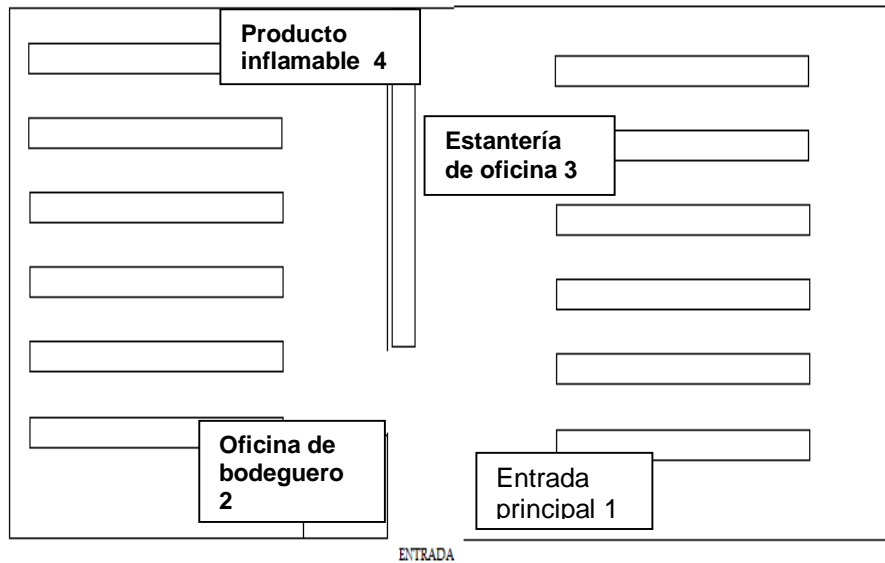 Producto
inflamable 4
Estantería
de oficina 3
Oficina de
bodeguero
2
Entrada
principal 1
ENTRADA